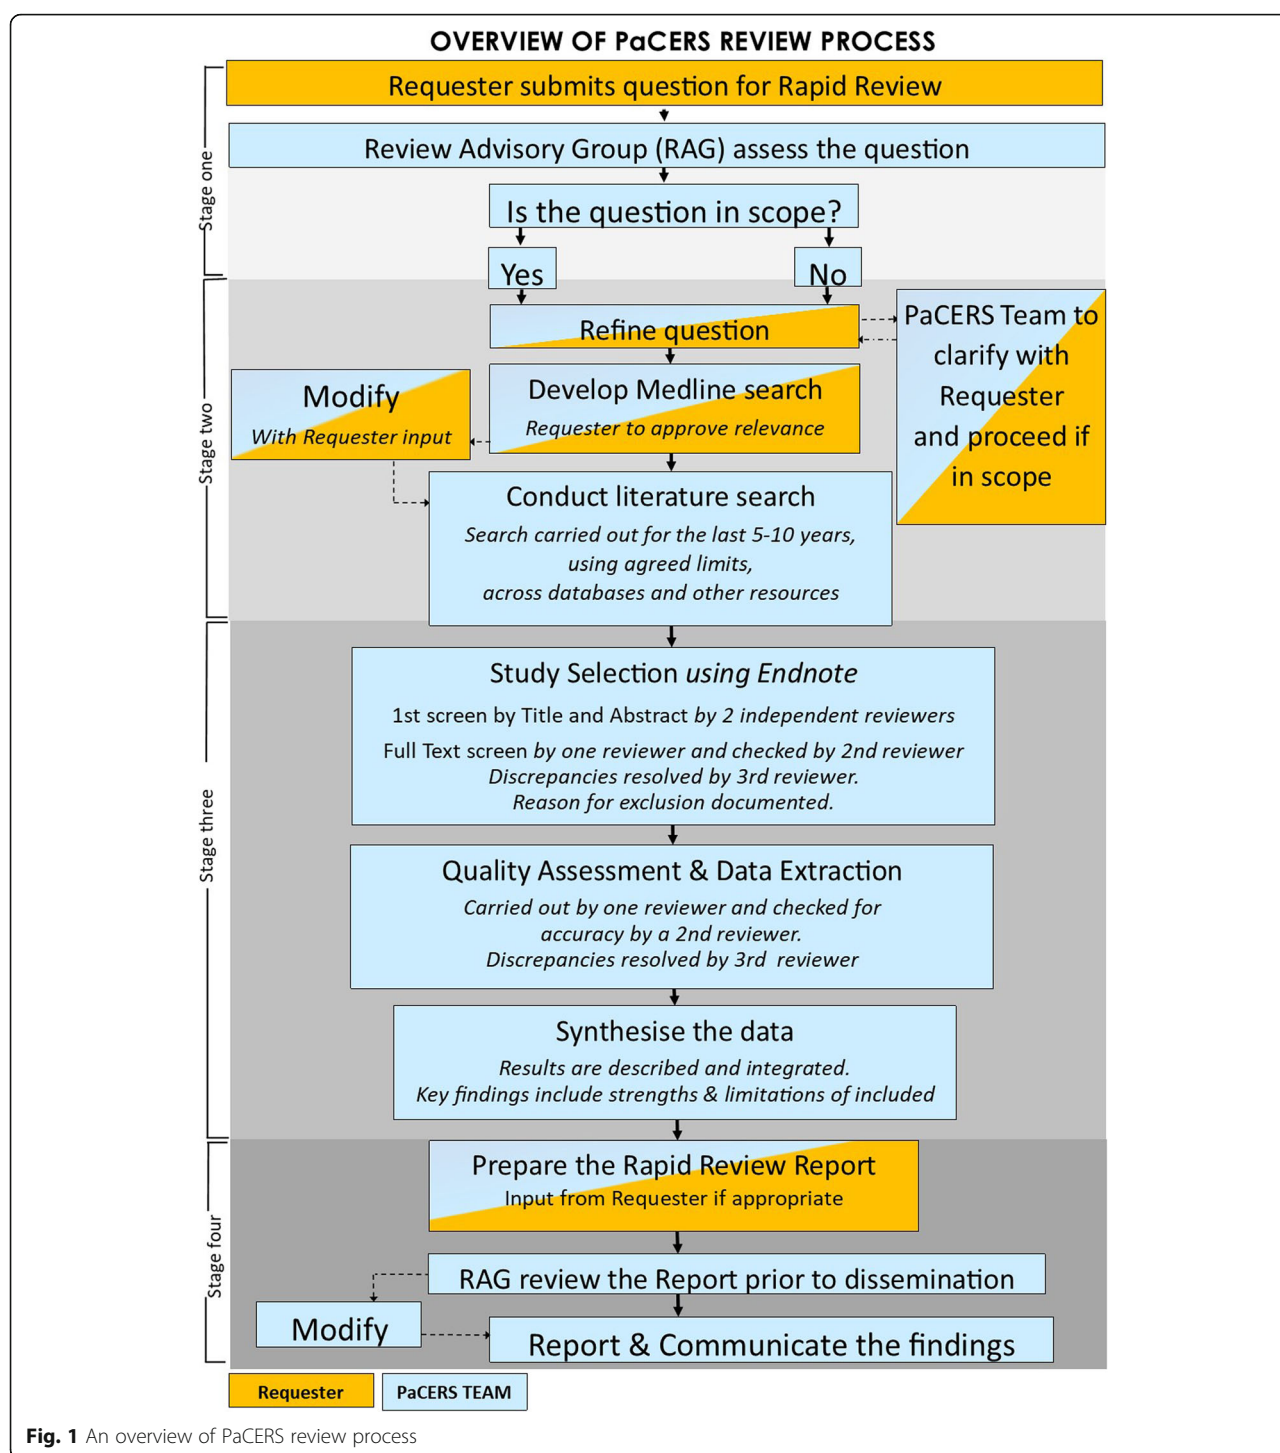 OVERVIEW OF PaCERS REVIEW PROCESS
Requester submits question for Rapid Review
Review Advisory Group (RAG) assess the question
Stage one
Is the question in scope?
Yes
No
Refine question
PaCERS Team to
clarify with
Requester
and proceed if
in scope
Develop Medline search
Requester to approve relevance
Modify
With Requester input
Stage two
Conduct literature search
Search carried out for the last 5-10 years,
using agreed limits,
across databases and other resources
Study Selection using Endnote
1st screen by Title and Abstract by 2 independent reviewers
Full Text screen by one reviewer and checked by 2nd reviewer
Discrepancies resolved by 3rd reviewer.
Reason for exclusion documented.
Stage three
Quality Assessment & Data Extraction
Carried out by one reviewer and checked for
accuracy by a 2nd reviewer.
Discrepancies resolved by 3rd reviewer
Synthesise the data
Results are described and integrated.
Key findings include strengths & limitations of included
Prepare the Rapid Review Report
Input from Requester if appropriate
Stage four
RAG review the Report prior to dissemination
Modify
Report & Communicate the findings
Requester
PaCERS TEAM
Fig. 1 An overview of PaCERS review process